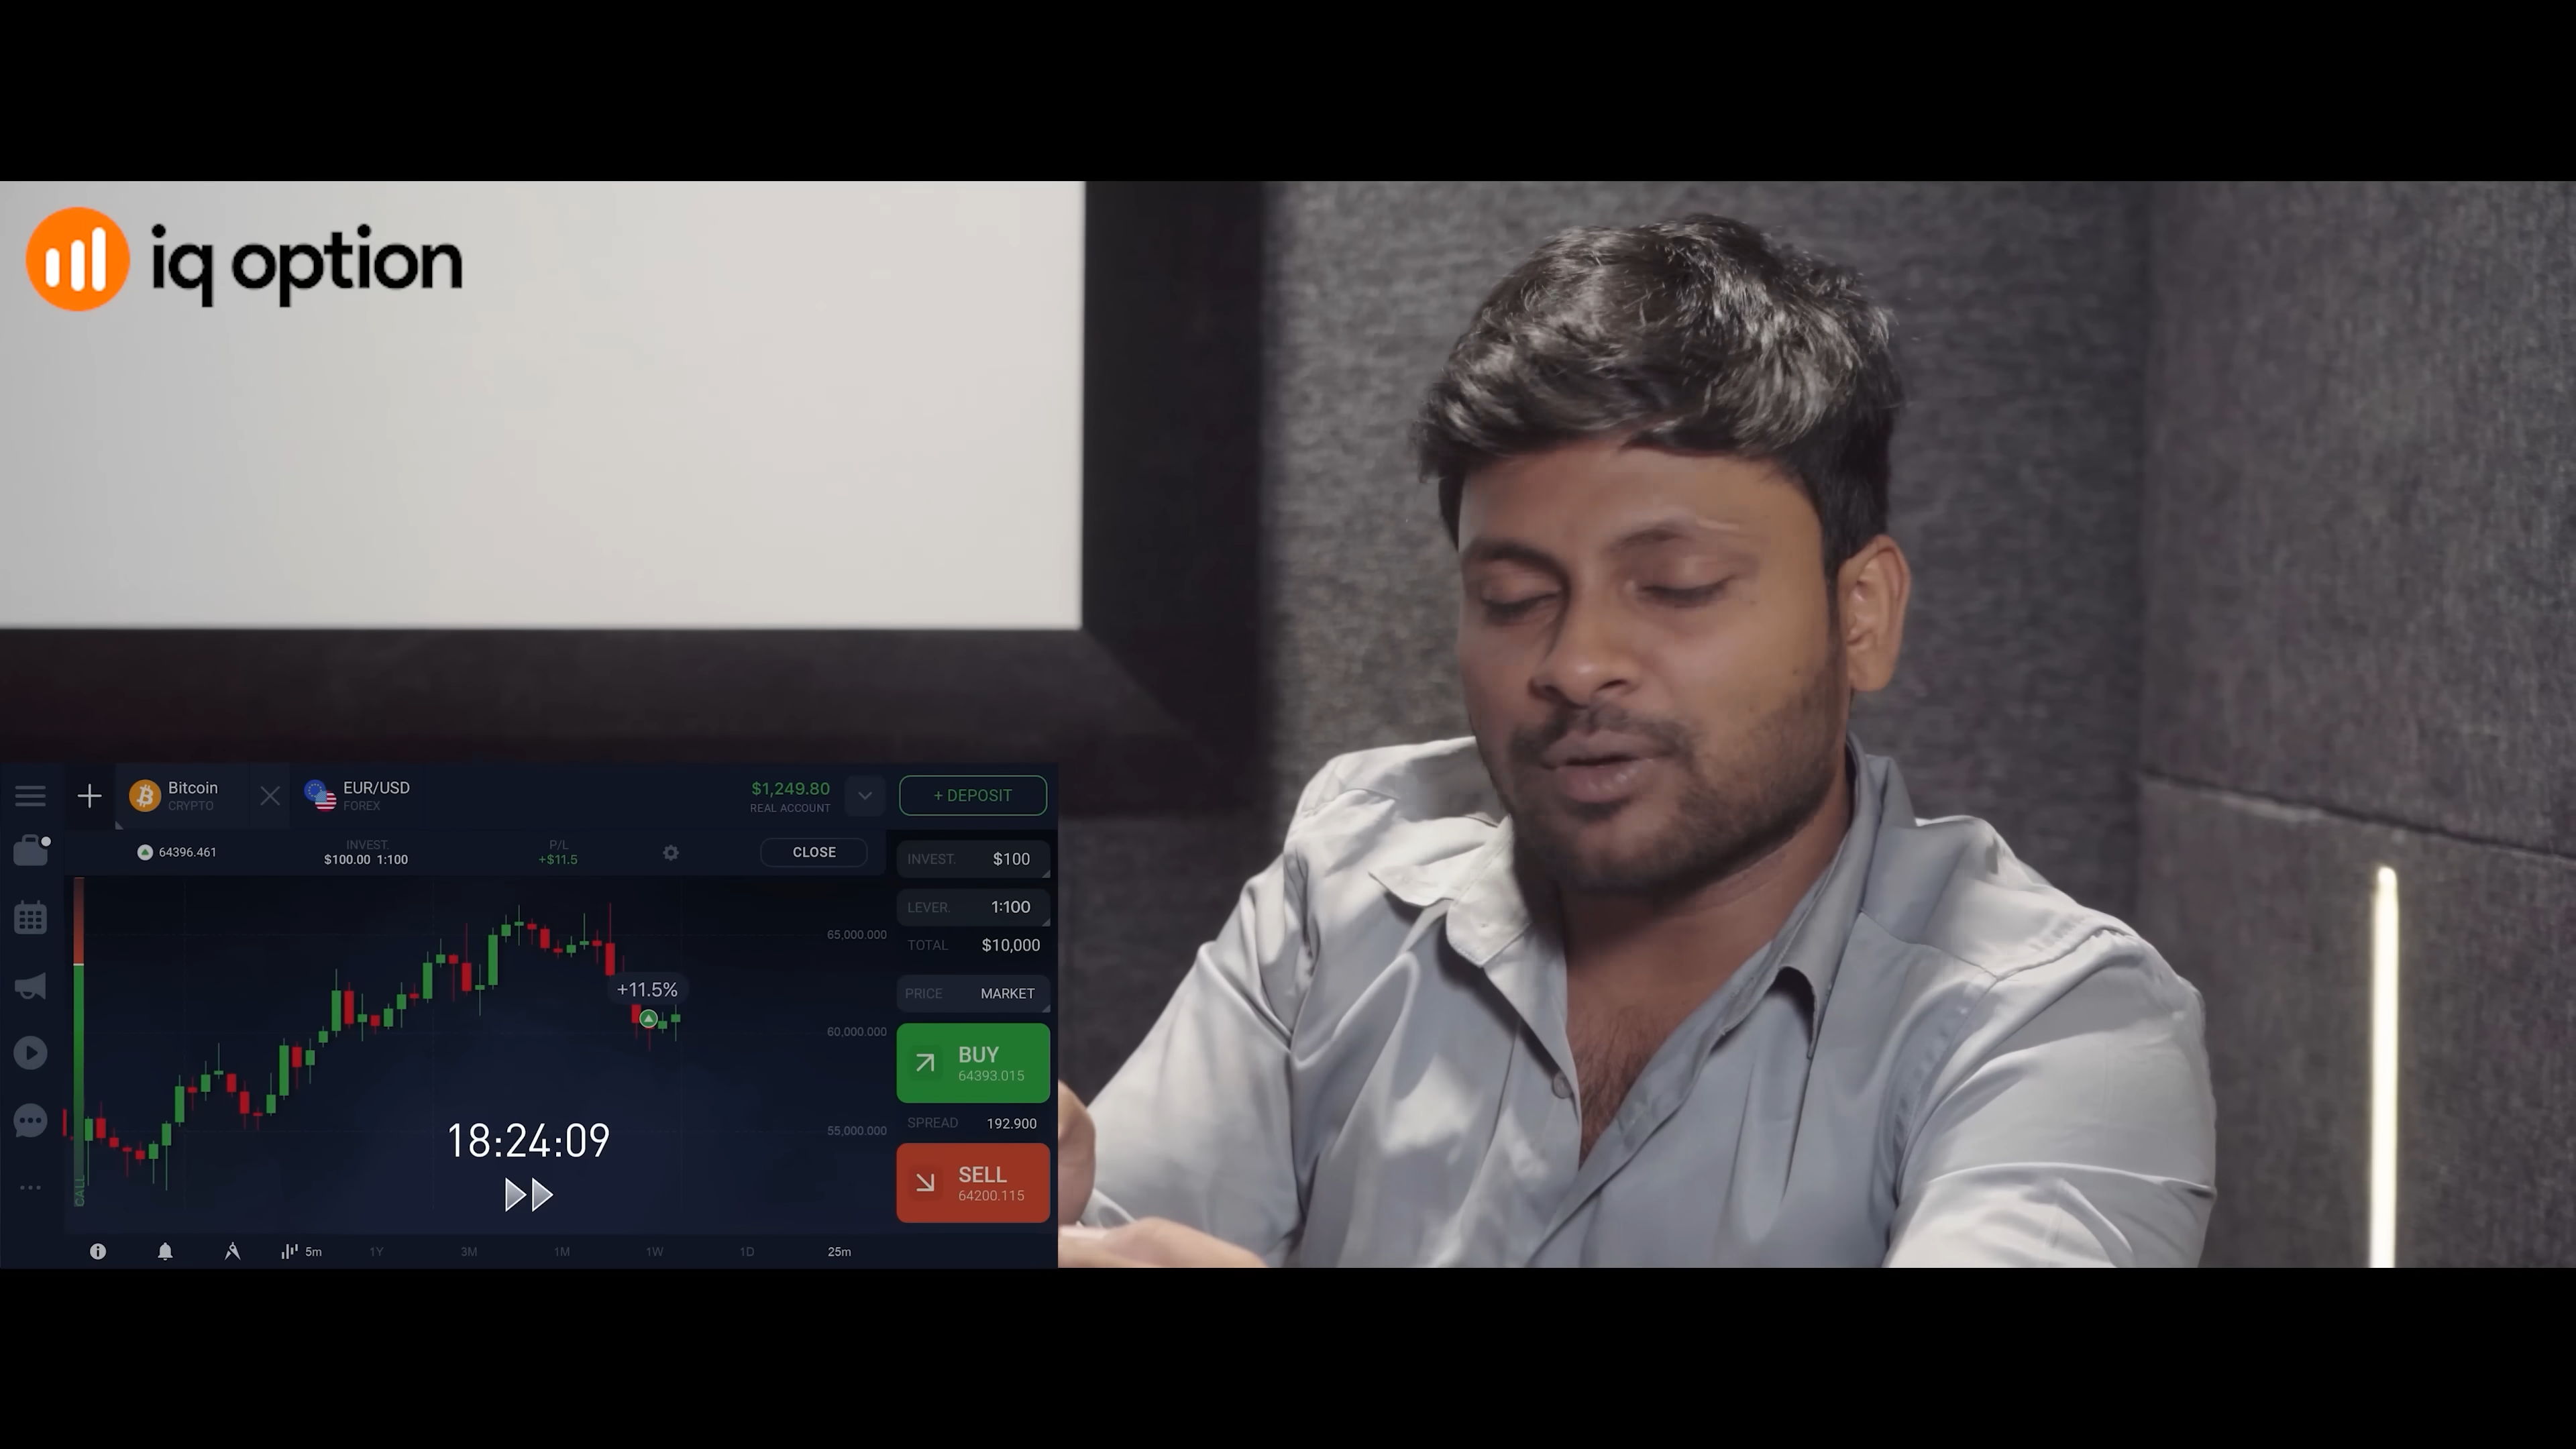 iq option
Bitcoin
CRYPTO
EUR/USD
FOREX
$1,249.80
REAL ACCOUNT
+ DEPOSIT
64396.461
INVEST.
$100.00 1:100
P/L
+$11.5
CLOSE
INVEST. $100
LEVER. 1:100
TOTAL $10,000
PRICE MARKET
BUY
64393.015
SPREAD 192.900
SELL
64200.115
65,000.000
60,000.000
55,000.000
+11.5%
CALL
18:24:09
5m 1Y 3M 1M 1W 1D 25m